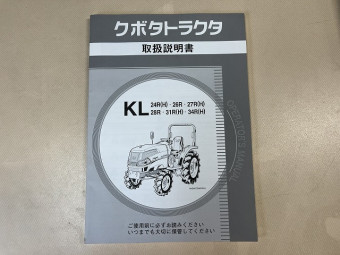 クボタトラクタ
取扱説明書
KL 24R(H)・26R・27R(H)
28R・31R(H)・34R(H)
OPERATOR'S MANUAL
ご使用前に必ずお読みください
いつまでも大切に保管してください